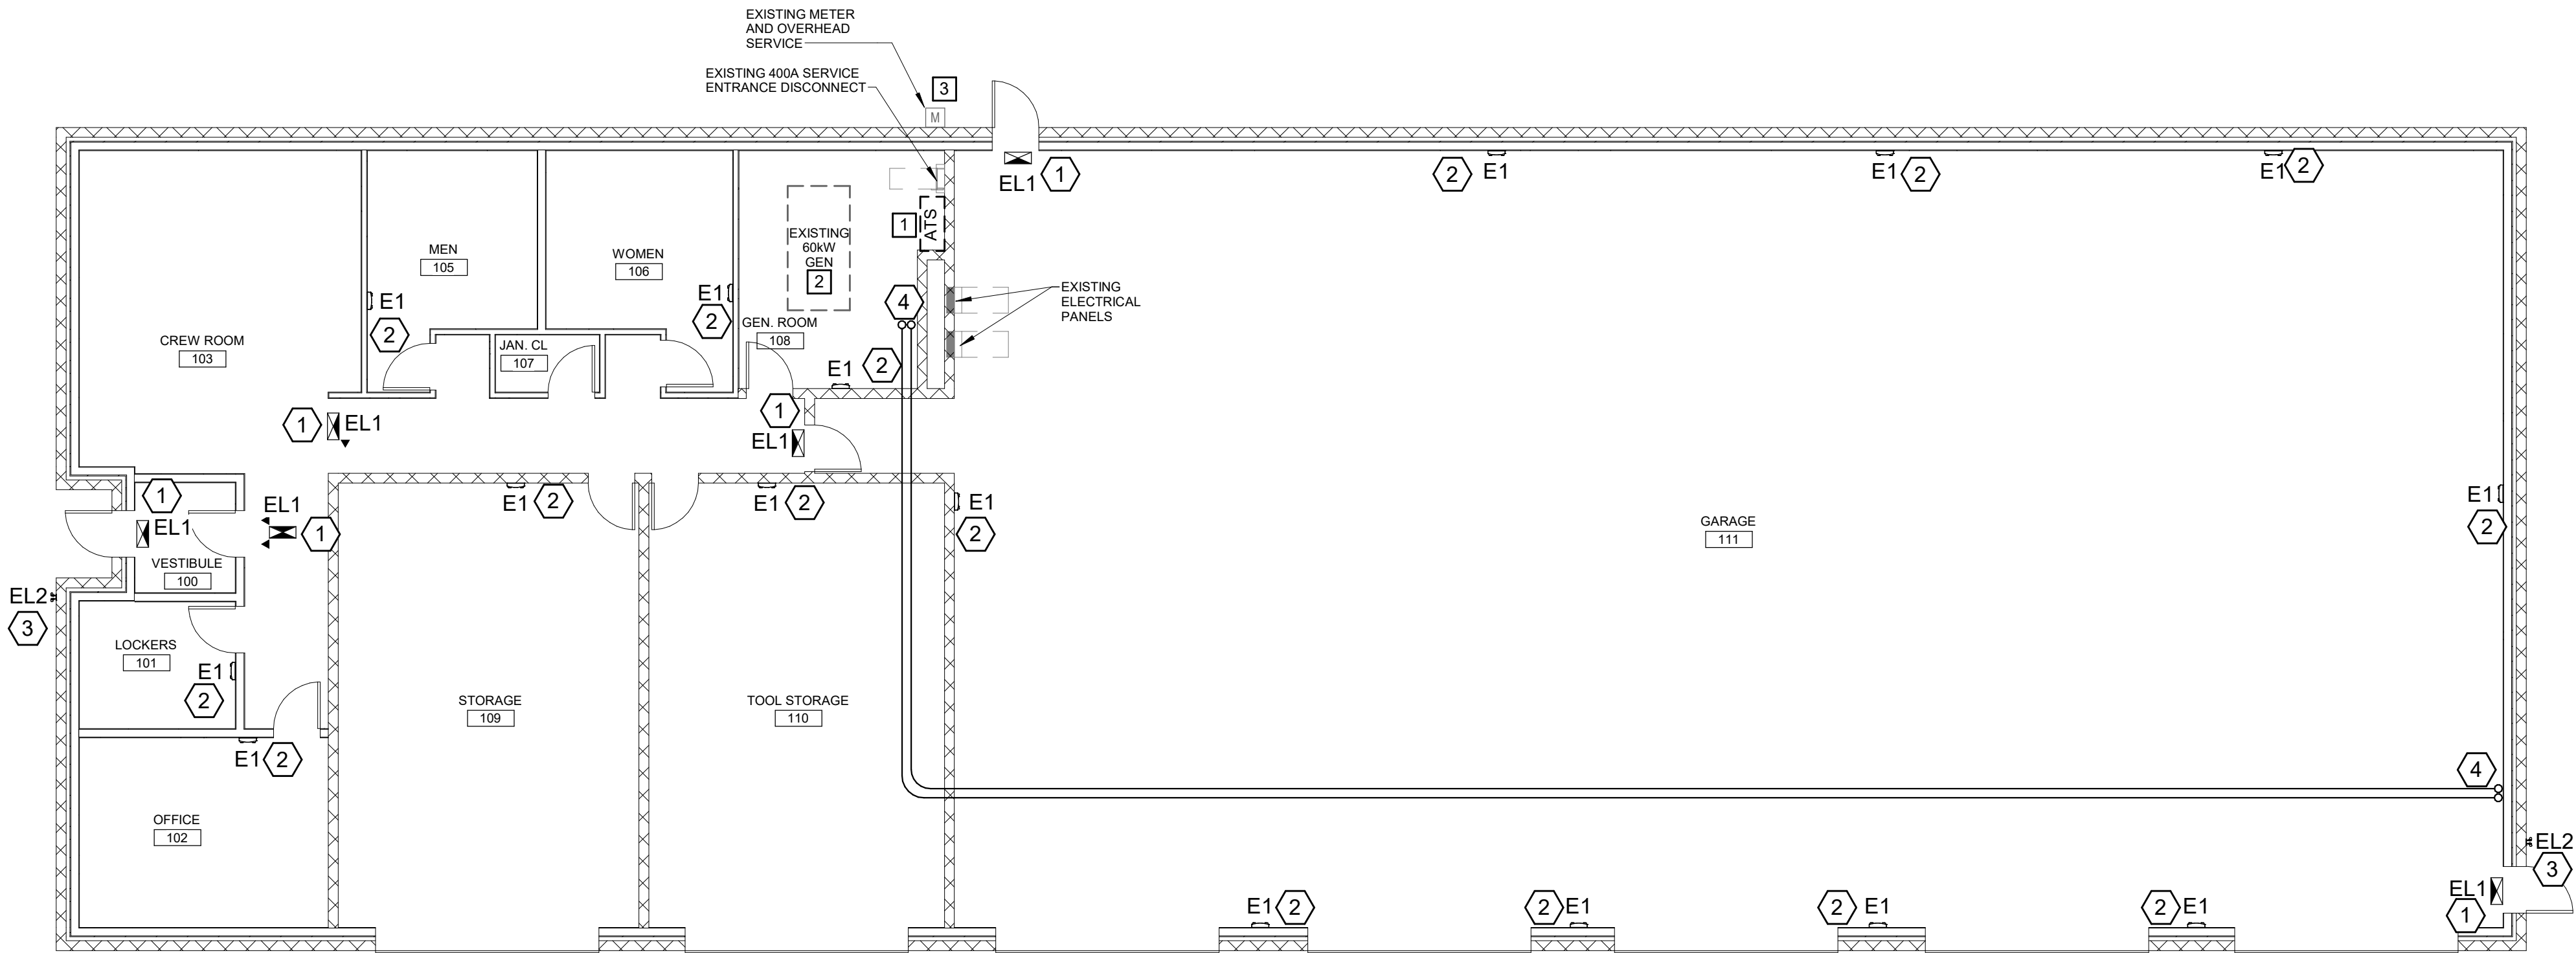 EXISTING METER
AND OVERHEAD
SERVICE
EXISTING 400A SERVICE
ENTRANCE DISCONNECT
3
M
EL1
1
2
E1
E1
2
E1
2
1
ATS
EXISTING
60kW
GEN
2
MEN
105
WOMEN
106
E1
2
E1
2
GEN. ROOM
108
4
EXISTING
ELECTRICAL
PANELS
CREW ROOM
103
JAN. CL
107
E1
2
1
EL1
1
EL1
1
EL1
EL1
1
VESTIBULE
100
E1
2
E1
2
E1
2
GARAGE
111
E1
2
EL2
3
LOCKERS
101
E1
2
STORAGE
109
TOOL STORAGE
110
E1
2
OFFICE
102
4
EL2
3
EL1
1
E1
2
2
E1
2
E1
2
E1